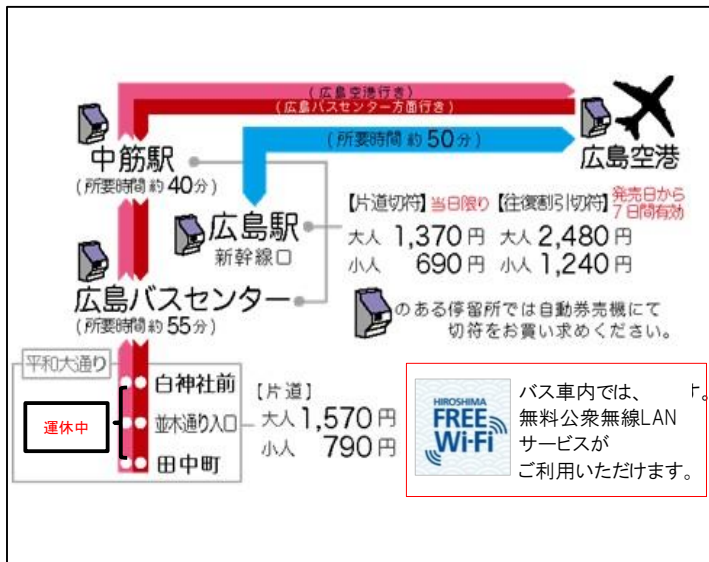 (広島空港行き)
(広島バスセンター方面行き)
(所要時間 約50分)
広島空港
中筋駅
(所要時間 約40分)
広島駅
新幹線口
【片道切符】当日限り
大人 1,370円
小人 690円
【往復割引切符】発売日から
7日間有効
大人 2,480円
小人 1,240円
広島バスセンター
(所要時間 約55分)
のある停留所では自動券売機にて
切符をお買い求めください。
平和大通り
白神社前
並木通り入口
田中町
運休中
【片道】
大人 1,570円
小人 790円
HIROSHIMA
FREE
Wi-Fi
バス車内では、 す。
無料公衆無線LAN
サービスが
ご利用いただけます。